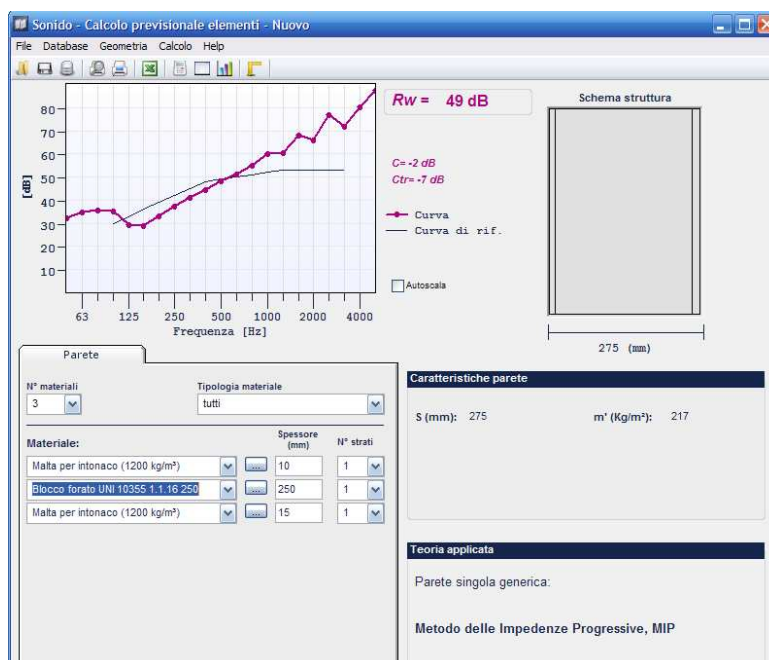 Sonido - Calcolo previsionale elementi - Nuovo
File Database Geometria Calcolo Help
Rw = 49 dB
C= -2 dB
Ctr= -7 dB
Curva
Curva di rif.
Autoscala
80
70
60
50
40
30
20
10
[dB]
63 125 250 500 1000 2000 4000
Frequenza [Hz]
Schema struttura
275 (mm)
Parete
N° materiali
Tipologia materiale
3
tutti
Materiale:
Spessore (mm)
N° strati
Malta per intonaco (1200 kg/m³) ... 10 1
Blocco forato UNI 10355 1.1.16 250 ... 250 1
Malta per intonaco (1200 kg/m³) ... 15 1
Caratteristiche parete
S (mm): 275 m' (Kg/m²): 217
Teoria applicata
Parete singola generica:
Metodo delle Impedenze Progressive, MIP